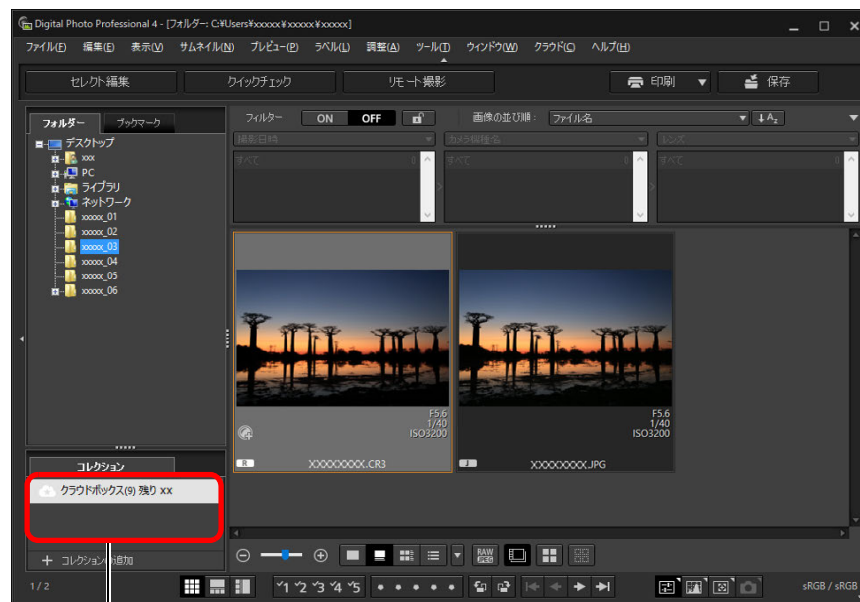 Digital Photo Professional 4 - [フォルダー: C:¥Users¥xxxxx¥xxxxx¥xxxxx]
ファイル(F) 編集(E) 表示(V) サムネイル(N) プレビュー(P) ラベル(L) 調整(A) ツール(T) ウィンドウ(W) クラウド(C) ヘルプ(H)
セレクト編集 クイックチェック リモート撮影 印刷 保存
フォルダー ブックマーク
フィルター ON OFF 画像の並び順: ファイル名
撮影日時 カメラ機種名 レンズ
すべて 0 すべて 0 すべて 0
デスクトップ
xxx
PC
ライブラリ
ネットワーク
xxxxx_01
xxxxx_02
xxxxx_03
xxxxx_04
xxxxx_05
xxxxx_06
F5.6
1/40
ISO3200
R XXXXXXXX.CR3
F5.6
1/40
ISO3200
J XXXXXXXX.JPG
コレクション
クラウドボックス(9) 残り xx
+ コレクションの追加
RAW
JPEG
1 / 2 1 2 3 4 5 sRGB / sRGB